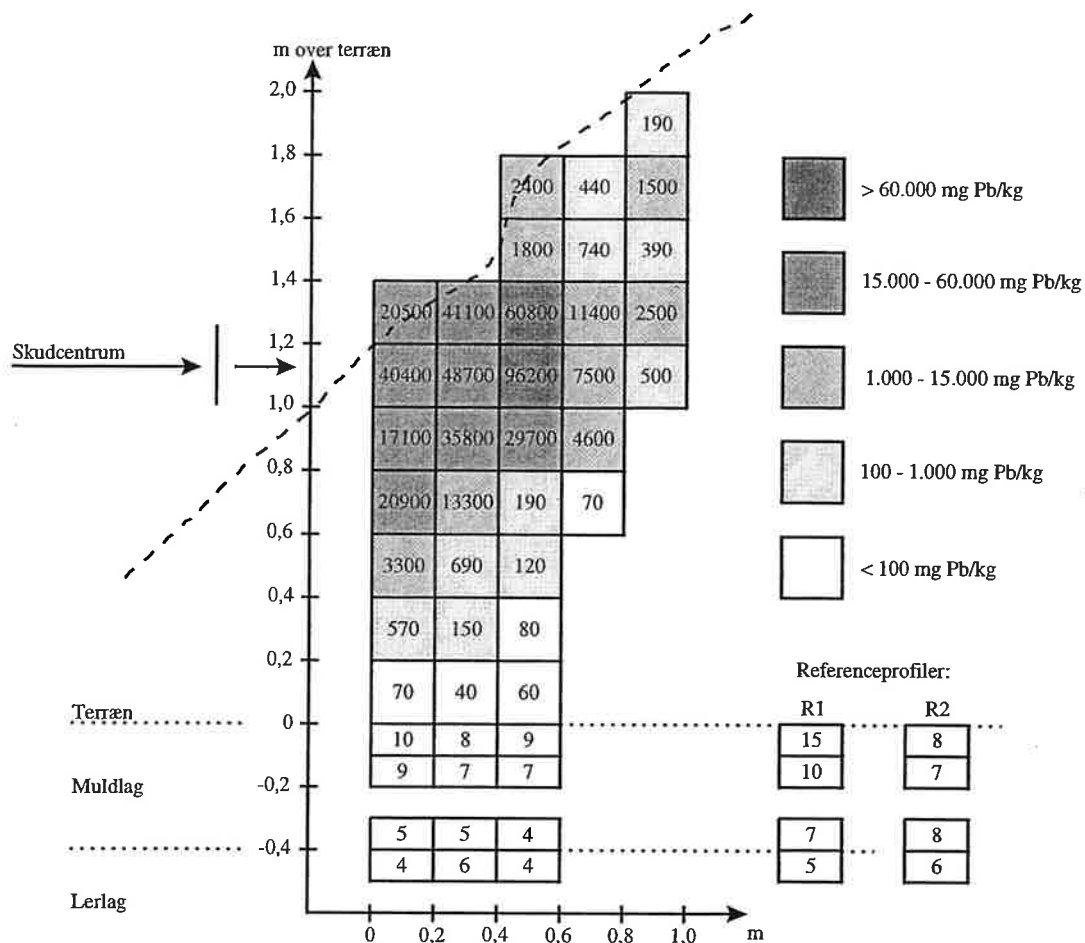 m over terræn
2,0
190
1,8
2400 440 1500
> 60.000 mg Pb/kg
1,6
1800 740 390
1,4
20500 41100 60800 11400 2500
15.000 - 60.000 mg Pb/kg
1,2
Skudcentrum
40400 48700 96200 7500 500
1.000 - 15.000 mg Pb/kg
1,0
17100 35800 29700 4600
0,8
100 - 1.000 mg Pb/kg
20900 13300 190 70
0,6
3300 690 120
< 100 mg Pb/kg
0,4
570 150 80
0,2
Referenceprofiler:
70 40 60
R1 R2
Terræn
0
10 8 9 15 8
9 7 7 10 7
Muldlag
-0,2
5 5 4 7 8
-0,4
4 6 4 5 6
Lerlag
0 0,2 0,4 0,6 0,8 1,0
m